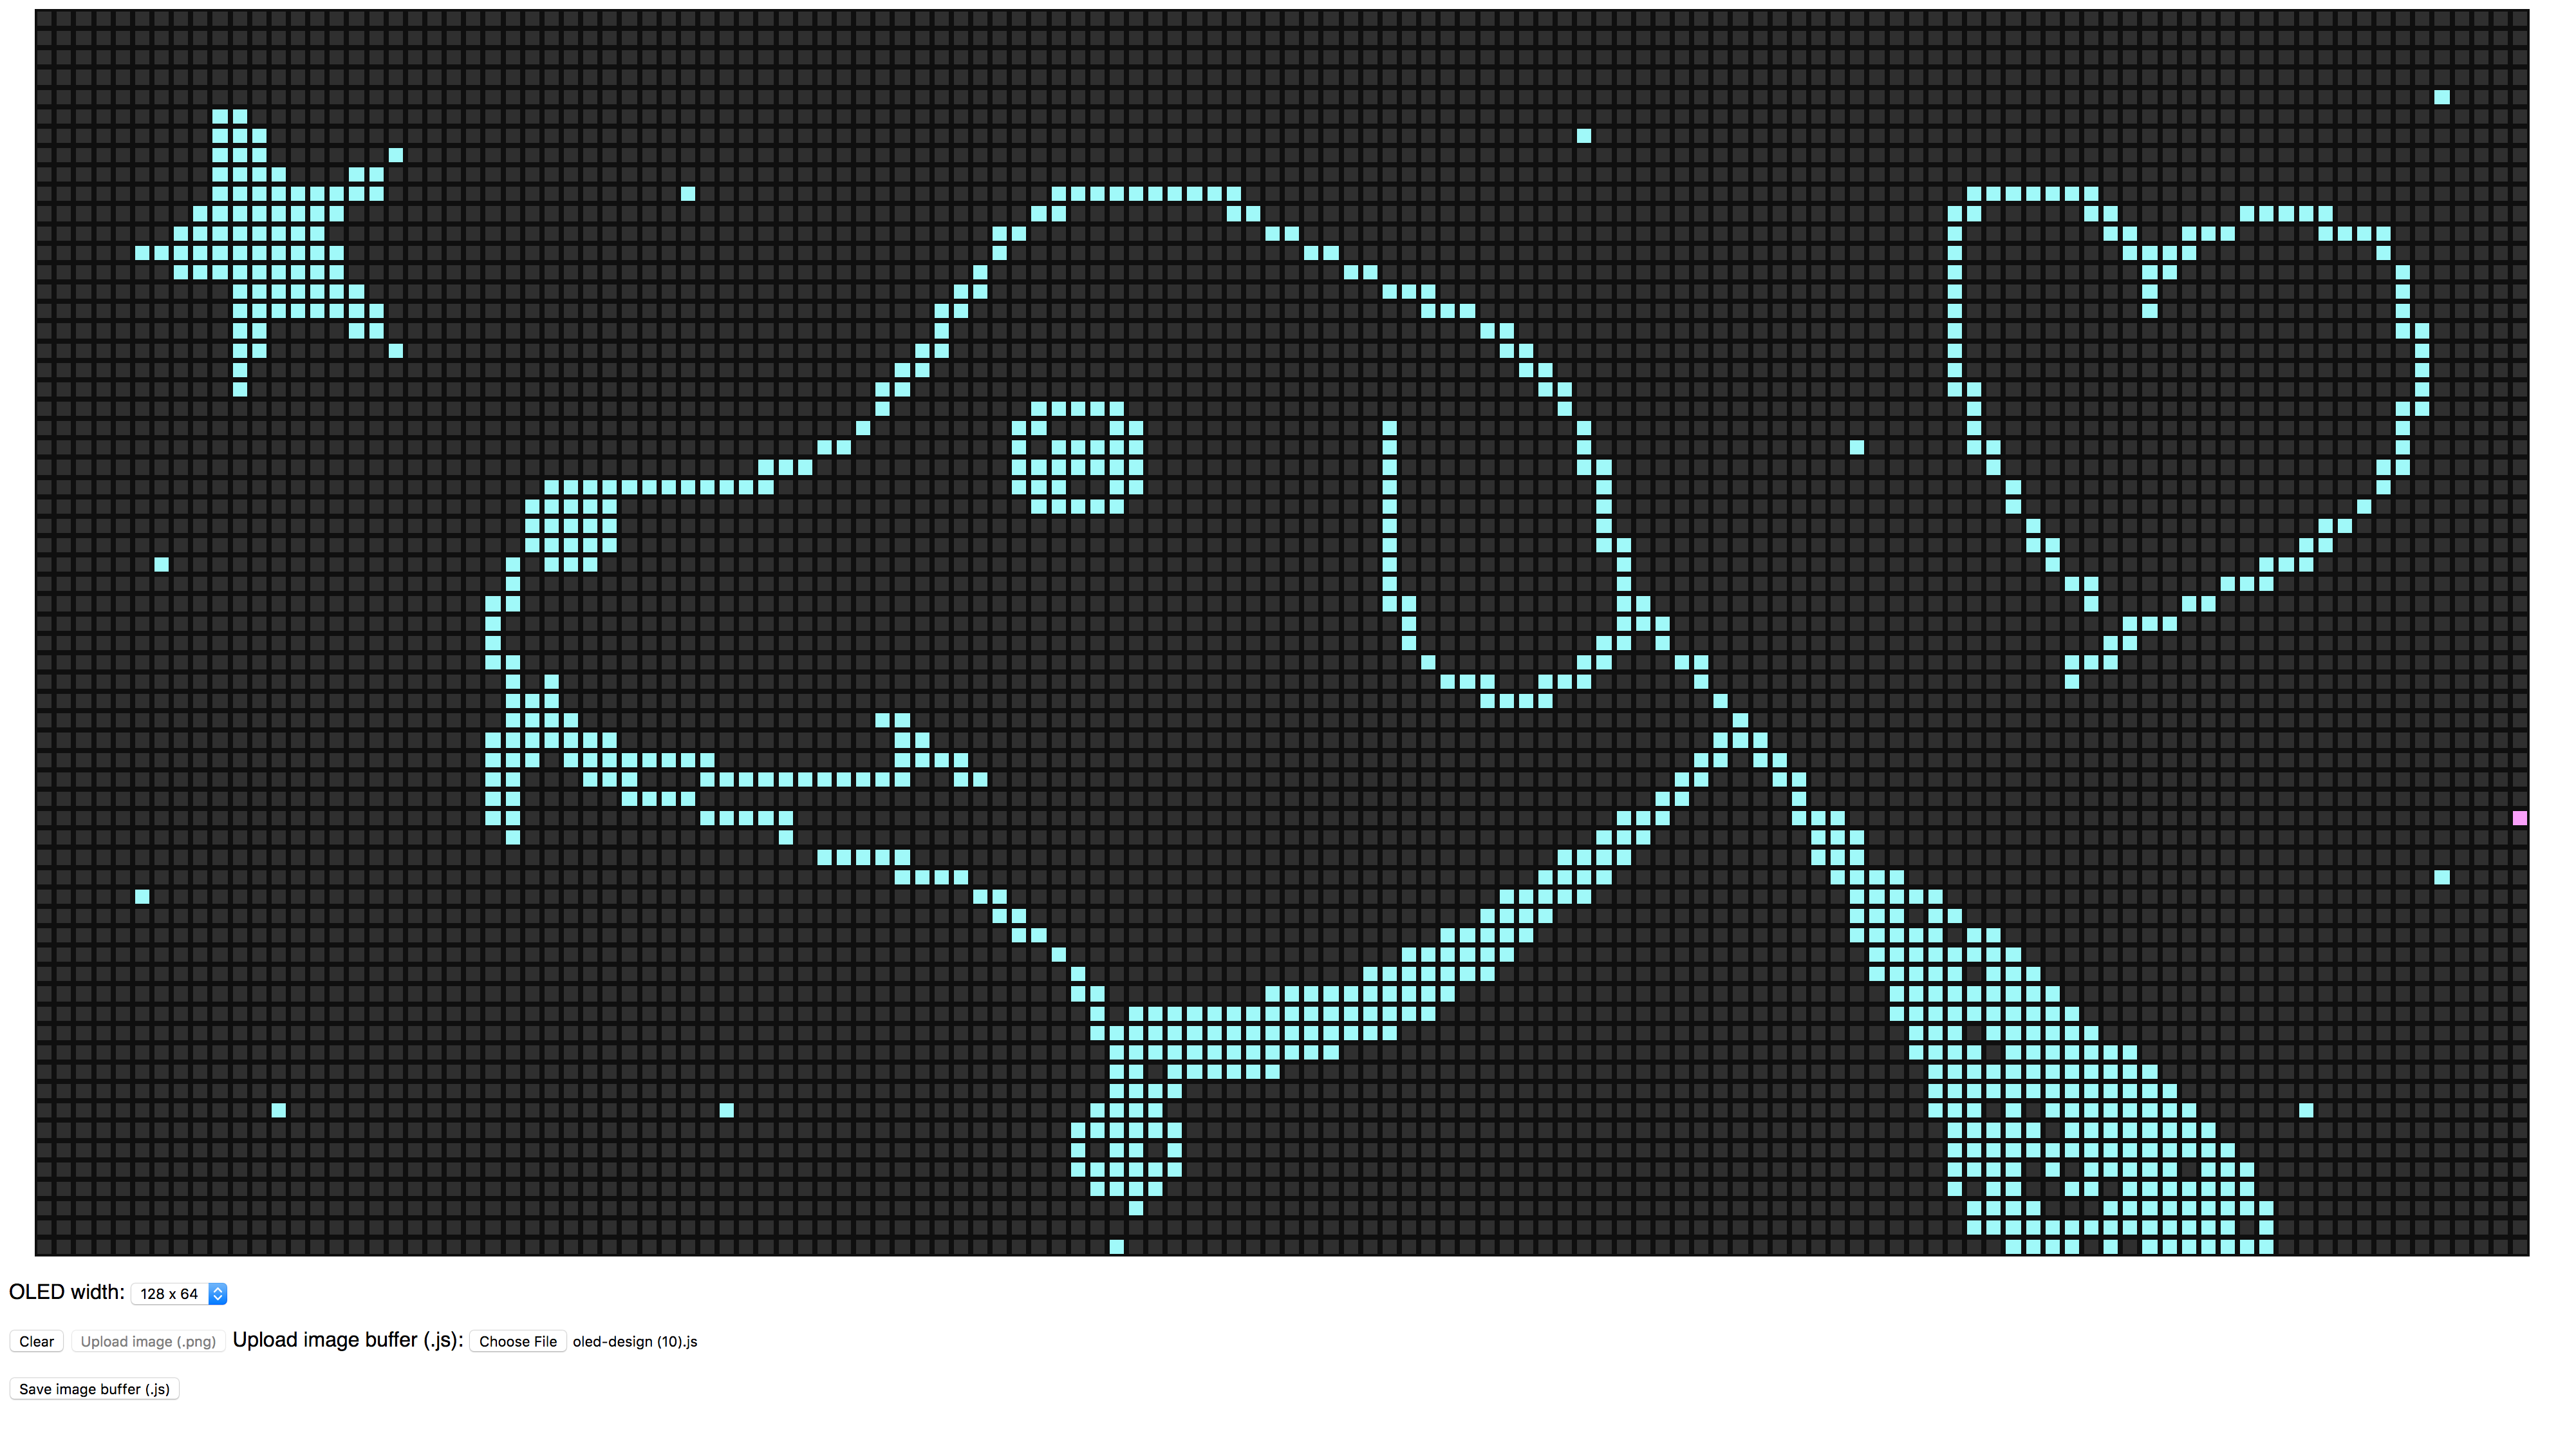 OLED width: 128 x 64
Clear Upload image (.png) Upload image buffer (.js): Choose File oled-design (10).js
Save image buffer (.js)